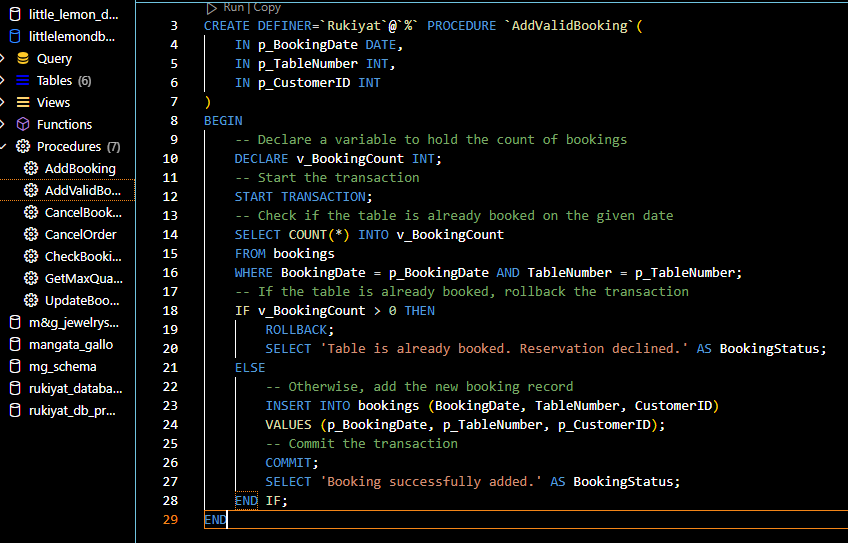 little_lemon_d...
littlelemondb...
Query
Tables (6)
Views
Functions
Procedures (7)
AddBooking
AddValidBo...
CancelBook...
CancelOrder
CheckBooki...
GetMaxQua...
UpdateBoo...
m&g_jewelrys...
mangata_gallo
mg_schema
rukiyat_databa...
rukiyat_db_pr...
Run | Copy
3 CREATE DEFINER=`Rukiyat`@`%` PROCEDURE `AddValidBooking`(
4 IN p_BookingDate DATE,
5 IN p_TableNumber INT,
6 IN p_CustomerID INT
7 )
8 BEGIN
9 -- Declare a variable to hold the count of bookings
10 DECLARE v_BookingCount INT;
11 -- Start the transaction
12 START TRANSACTION;
13 -- Check if the table is already booked on the given date
14 SELECT COUNT(*) INTO v_BookingCount
15 FROM bookings
16 WHERE BookingDate = p_BookingDate AND TableNumber = p_TableNumber;
17 -- If the table is already booked, rollback the transaction
18 IF v_BookingCount > 0 THEN
19 ROLLBACK;
20 SELECT 'Table is already booked. Reservation declined.' AS BookingStatus;
21 ELSE
22 -- Otherwise, add the new booking record
23 INSERT INTO bookings (BookingDate, TableNumber, CustomerID)
24 VALUES (p_BookingDate, p_TableNumber, p_CustomerID);
25 -- Commit the transaction
26 COMMIT;
27 SELECT 'Booking successfully added.' AS BookingStatus;
28 END IF;
29 END